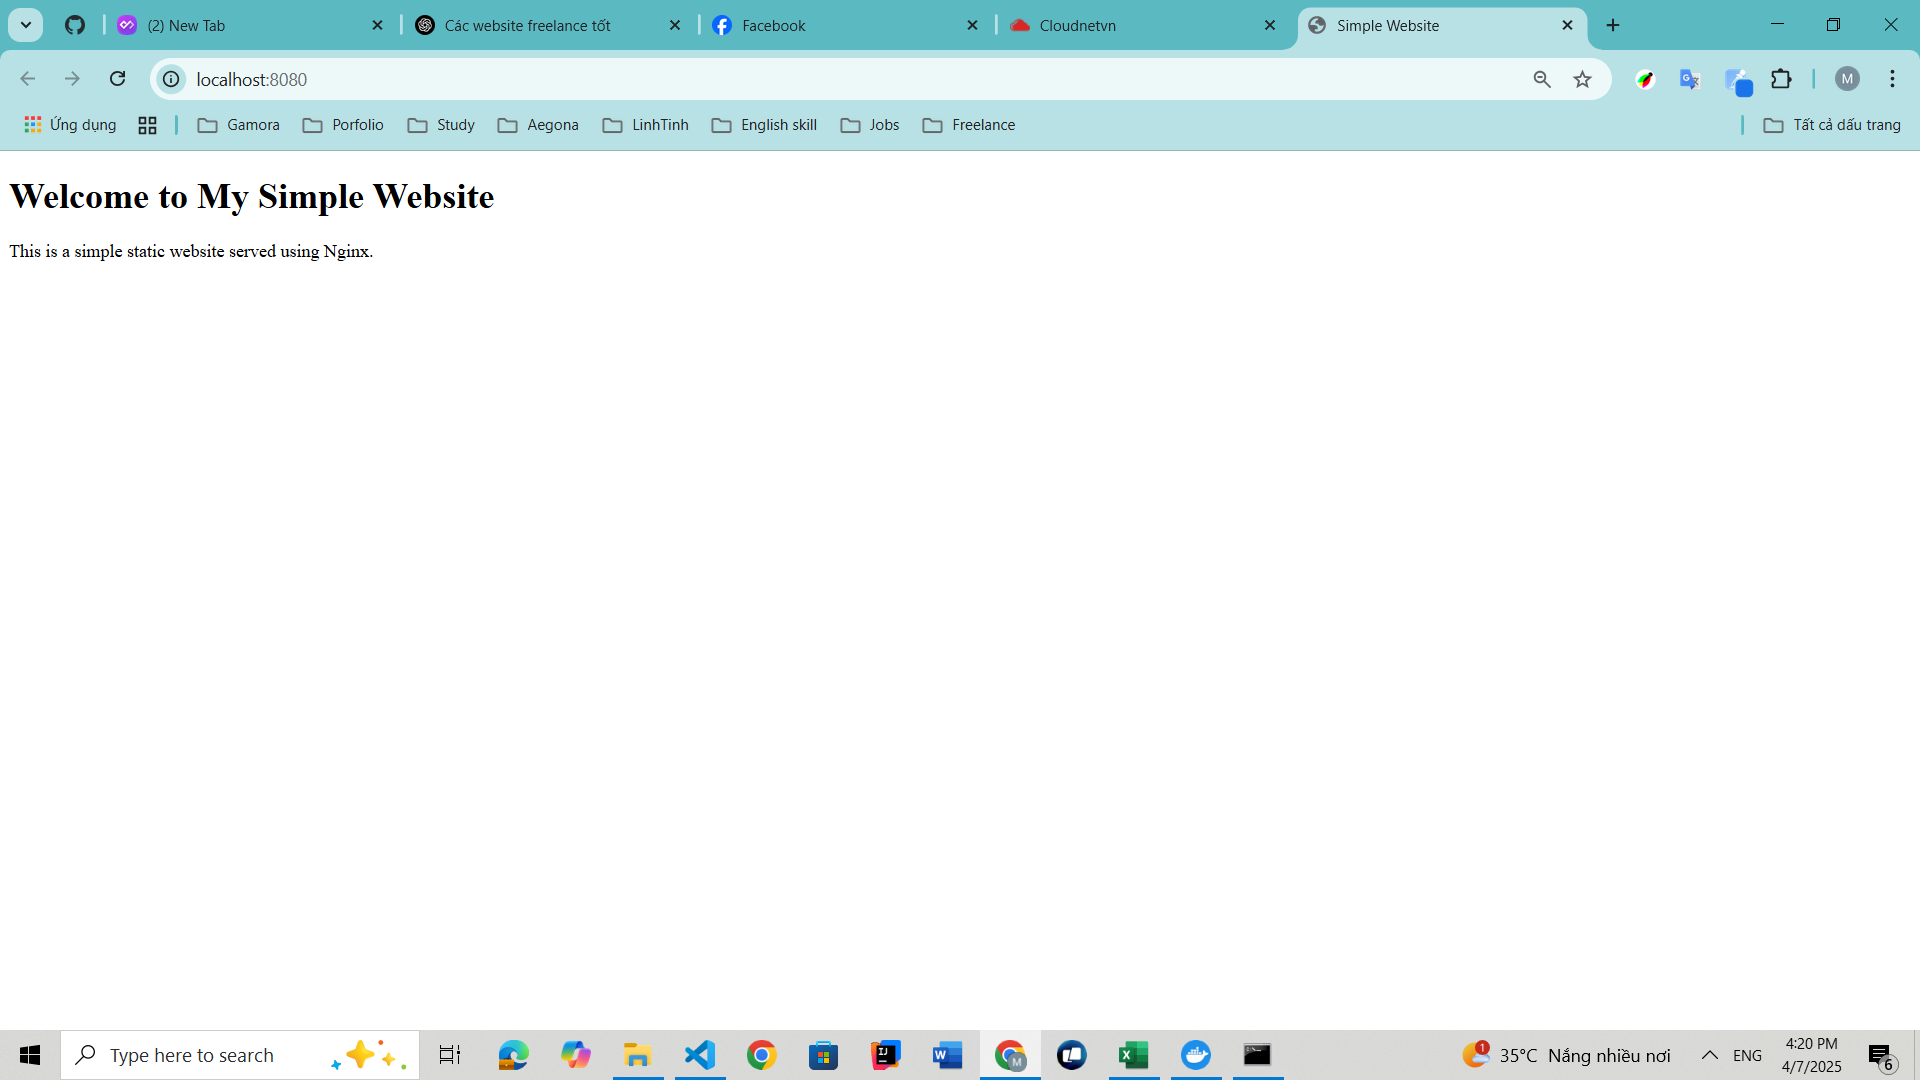 (2) New Tab
Các website freelance tốt
Facebook
Cloudnetvn
Simple Website
localhost:8080
M
Ứng dụng
Gamora
Porfolio
Study
Aegona
LinhTinh
English skill
Jobs
Freelance
Tất cả dấu trang
Welcome to My Simple Website
This is a simple static website served using Nginx.
Type here to search
1
35°C Nắng nhiều nơi
ENG
4:20 PM
4/7/2025
6